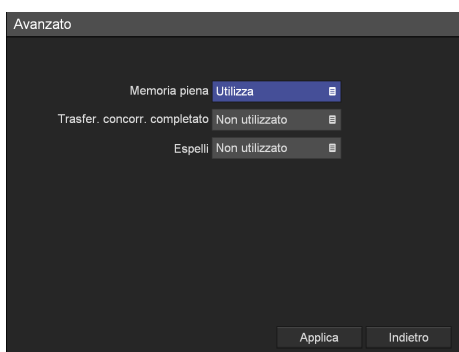 Avanzato
Memoria piena Utilizza
Trasfer. concorr. completato Non utilizzato
Espelli Non utilizzato
Applica Indietro